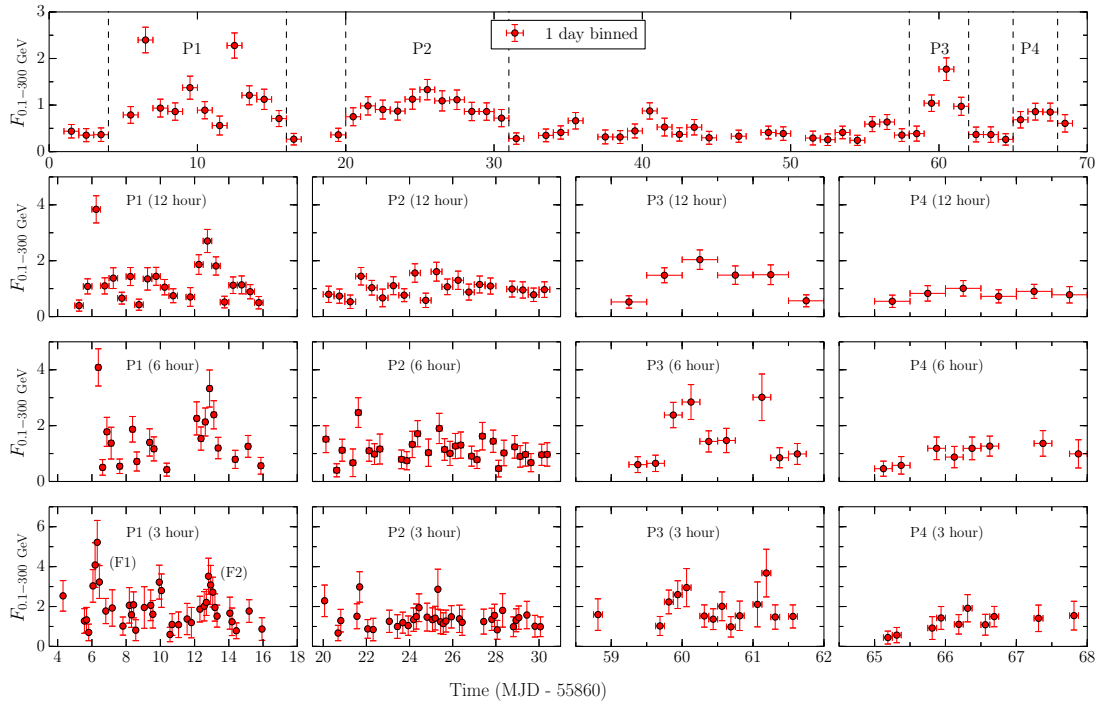 3
2
1
0
F0.1−300 GeV
P1
P2
1 day binned
P3
P4
0
10
20
30
40
50
60
70
4
2
0
F0.1−300 GeV
P1 (12 hour)
P2 (12 hour)
P3 (12 hour)
P4 (12 hour)
4
2
0
F0.1−300 GeV
P1 (6 hour)
P2 (6 hour)
P3 (6 hour)
P4 (6 hour)
6
4
2
0
F0.1−300 GeV
P1 (3 hour)
(F1)
(F2)
P2 (3 hour)
P3 (3 hour)
P4 (3 hour)
4 6 8 10 12 14 16 18
20 22 24 26 28 30
59 60 61 62
65 66 67 68
Time (MJD - 55860)